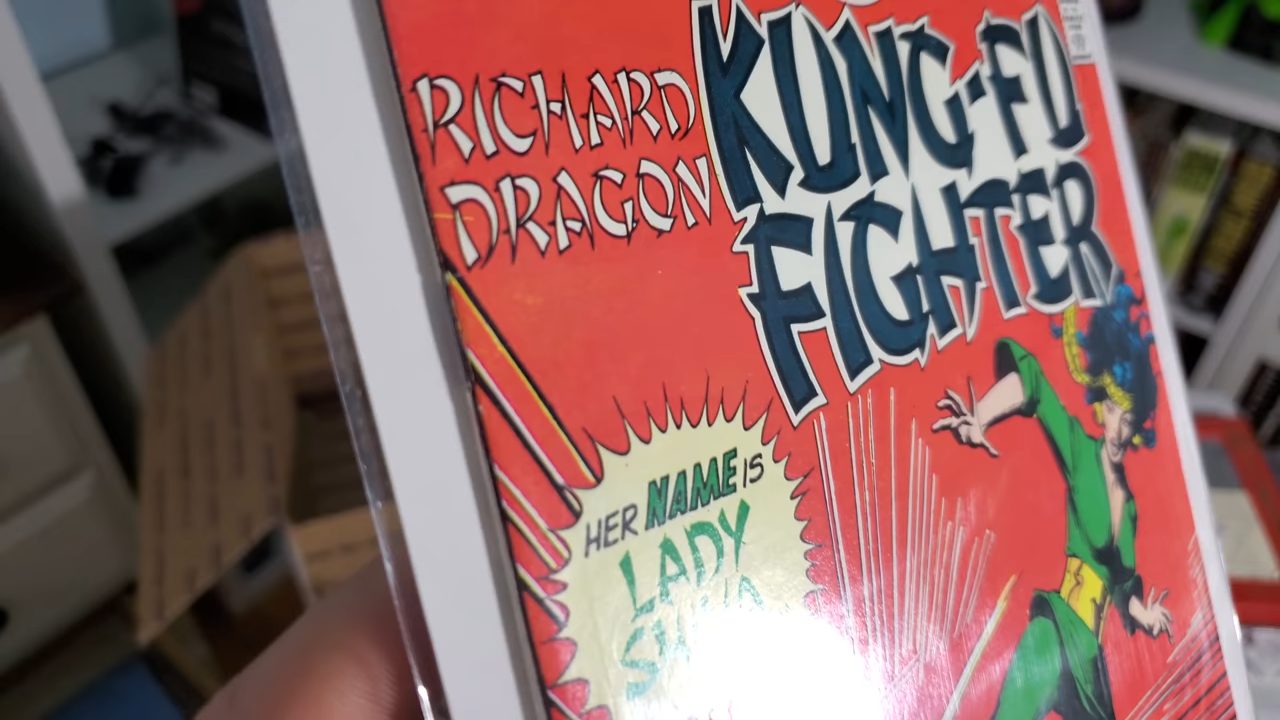 RICHARD
DRAGON
KUNG-FU
FIGHTER
HER NAME IS
LADY